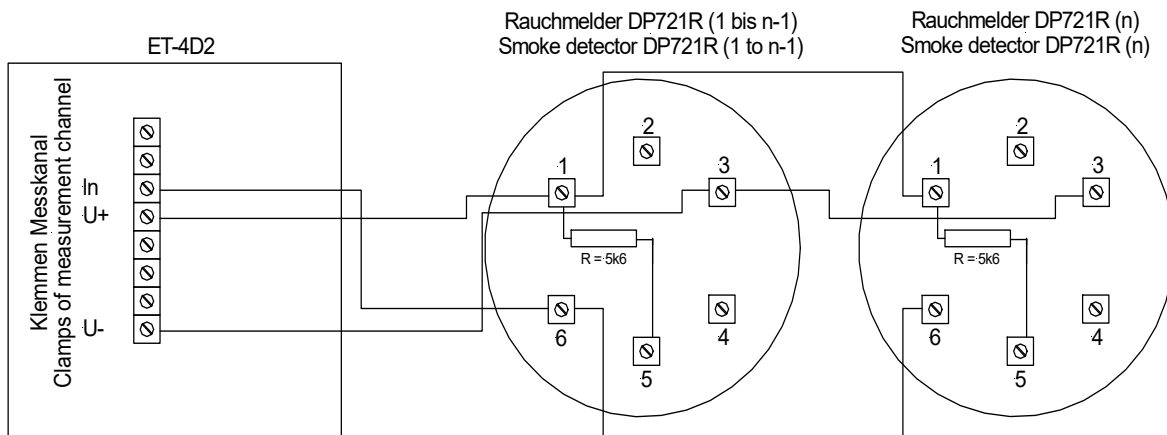 ET-4D2
Klemmen Messkanal
Clamps of measurement channel
In
U+
U-
Rauchmelder DP721R (1 bis n-1)
Smoke detector DP721R (1 to n-1)
1
2
3
R = 5k6
6
4
5
Rauchmelder DP721R (n)
Smoke detector DP721R (n)
1
2
3
R = 5k6
6
4
5